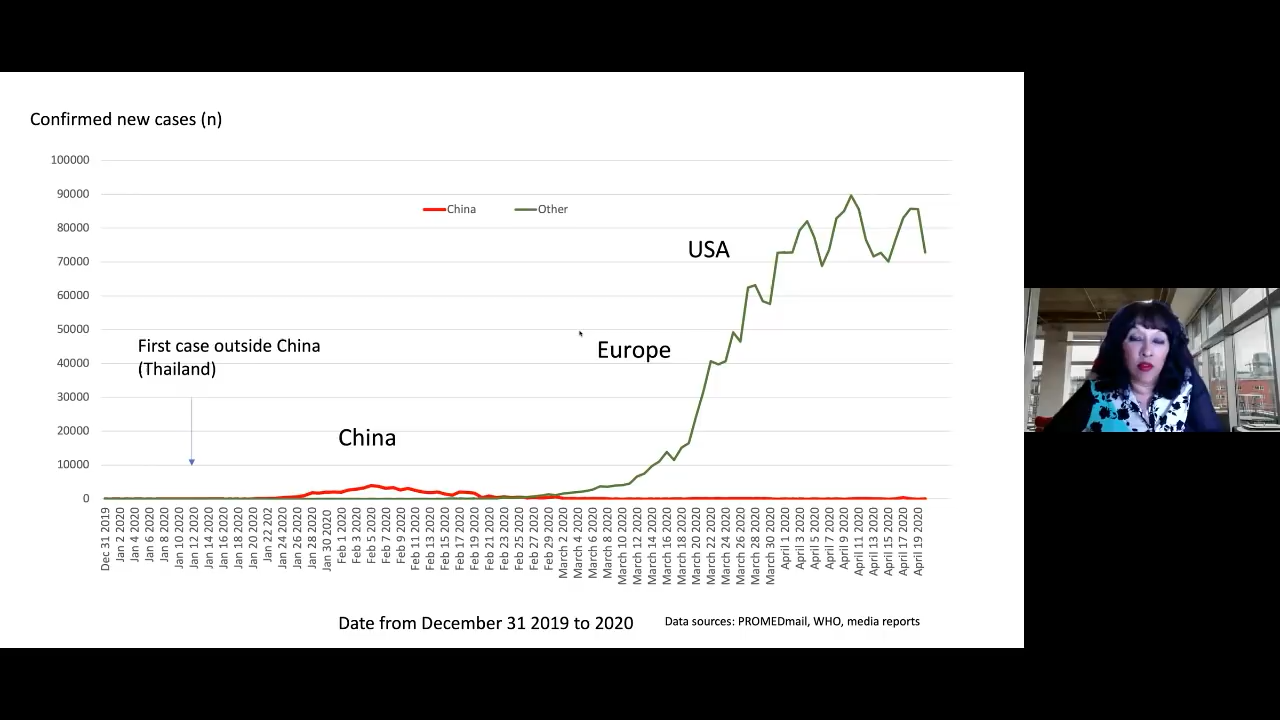 Confirmed new cases (n)
100000
90000
80000
70000
60000
50000
40000
30000
20000
10000
0
China
Other
USA
Europe
First case outside China
(Thailand)
China
Dec 31 2019
Jan 2 2020
Jan 4 2020
Jan 6 2020
Jan 8 2020
Jan 10 2020
Jan 12 2020
Jan 14 2020
Jan 16 2020
Jan 18 2020
Jan 20 2020
Jan 22 202
Jan 24 2020
Jan 26 2020
Jan 28 2020
Jan 30 2020
Feb 1 2020
Feb 3 2020
Feb 5 2020
Feb 7 2020
Feb 9 2020
Feb 11 2020
Feb 13 2020
Feb 15 2020
Feb 17 2020
Feb 19 2020
Feb 21 2020
Feb 23 2020
Feb 25 2020
Feb 27 2020
Feb 29 2020
March 2 2020
March 4 2020
March 6 2020
March 8 2020
March 10 2020
March 12 2020
March 14 2020
March 16 2020
March 18 2020
March 20 2020
March 22 2020
March 24 2020
March 26 2020
March 28 2020
March 30 2020
April 1 2020
April 3 2020
April 5 2020
April 7 2020
April 9 2020
April 11 2020
April 13 2020
April 15 2020
April 17 2020
April 19 2020
Date from December 31 2019 to 2020
Data sources: PROMEDmail, WHO, media reports